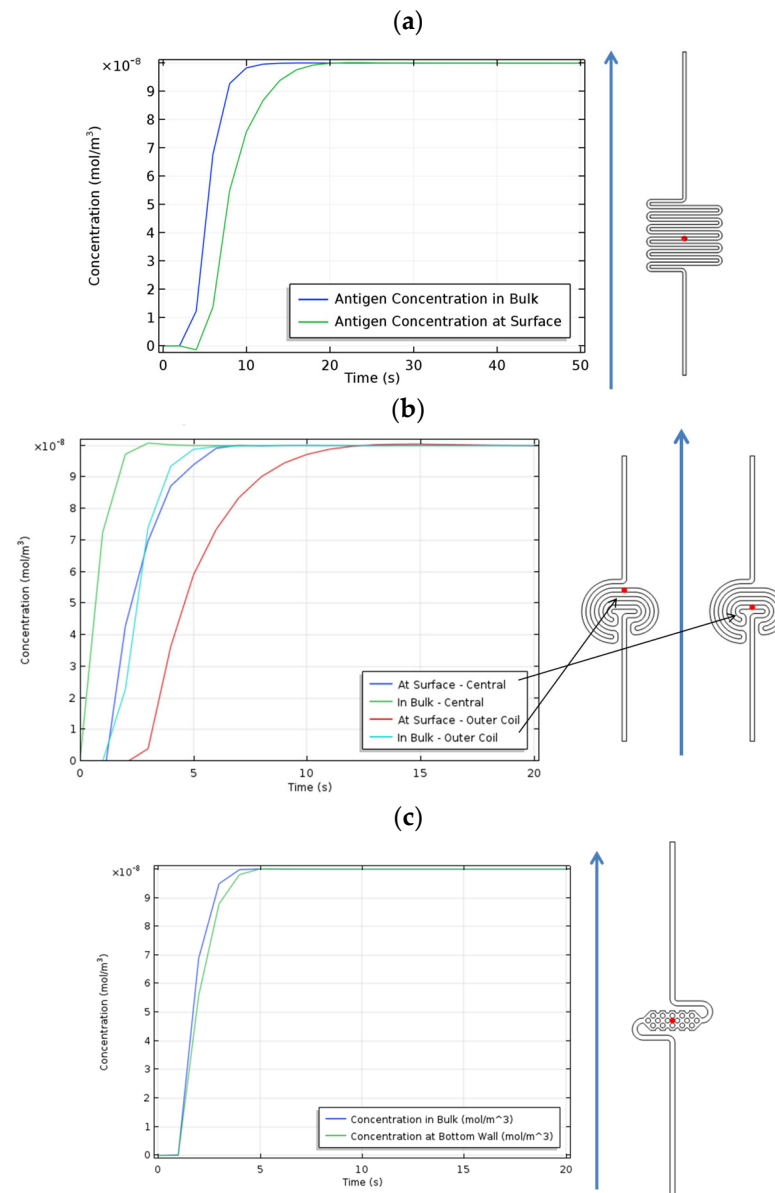 (a)
×10⁻⁸
9
8
7
6
5
4
3
2
1
0
Concentration (mol/m³)
Antigen Concentration in Bulk
Antigen Concentration at Surface
0 10 20 30 40 50
Time (s)
(b)
×10⁻⁸
9
8
7
6
5
4
3
2
1
0
Concentration (mol/m³)
At Surface - Central
In Bulk - Central
At Surface - Outer Coil
In Bulk - Outer Coil
0 5 10 15 20
Time (s)
(c)
×10⁻⁸
9
8
7
6
5
4
3
2
1
0
Concentration (mol/m³)
Concentration in Bulk (mol/m^3)
Concentration at Bottom Wall (mol/m^3)
0 5 10 15 20
Time (s)